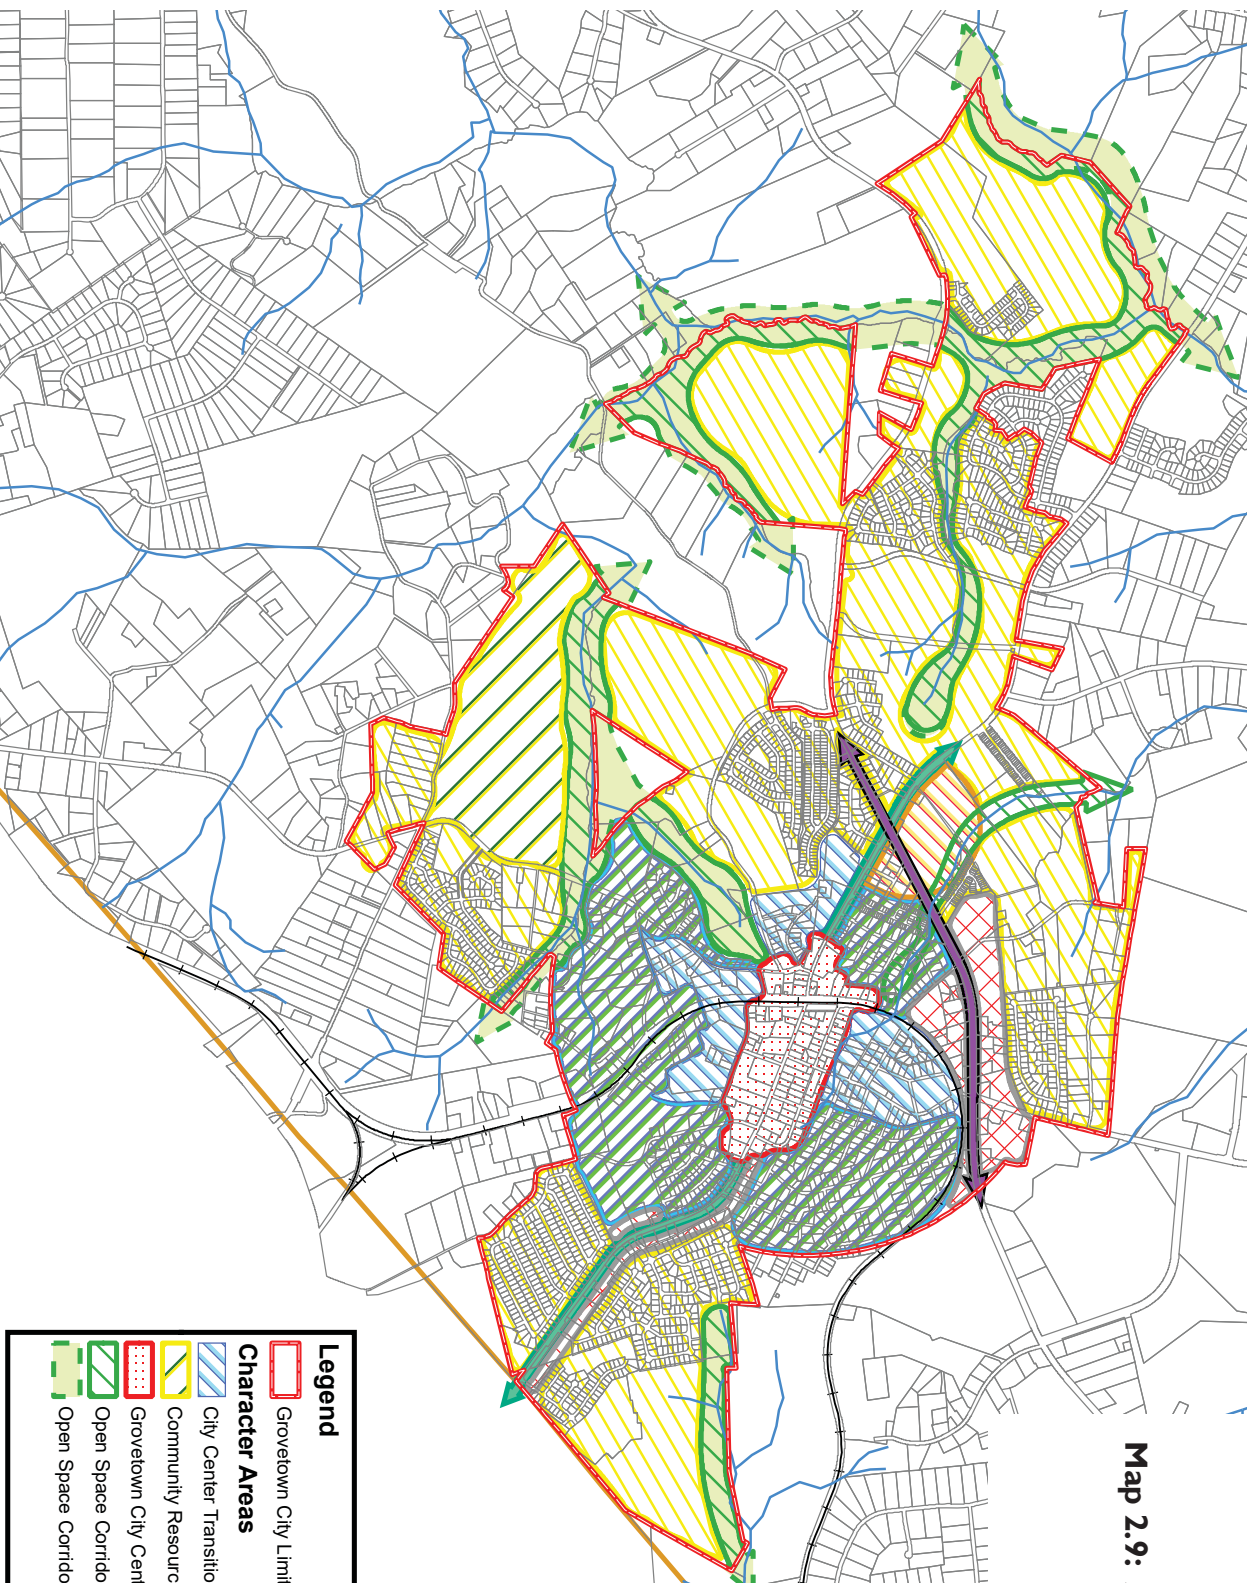 Map 2.9:
Legend
Grovetown City Limit
Character Areas
City Center Transitio
Community Resourc
Grovetown City Cent
Open Space Corrido
Open Space Corrido